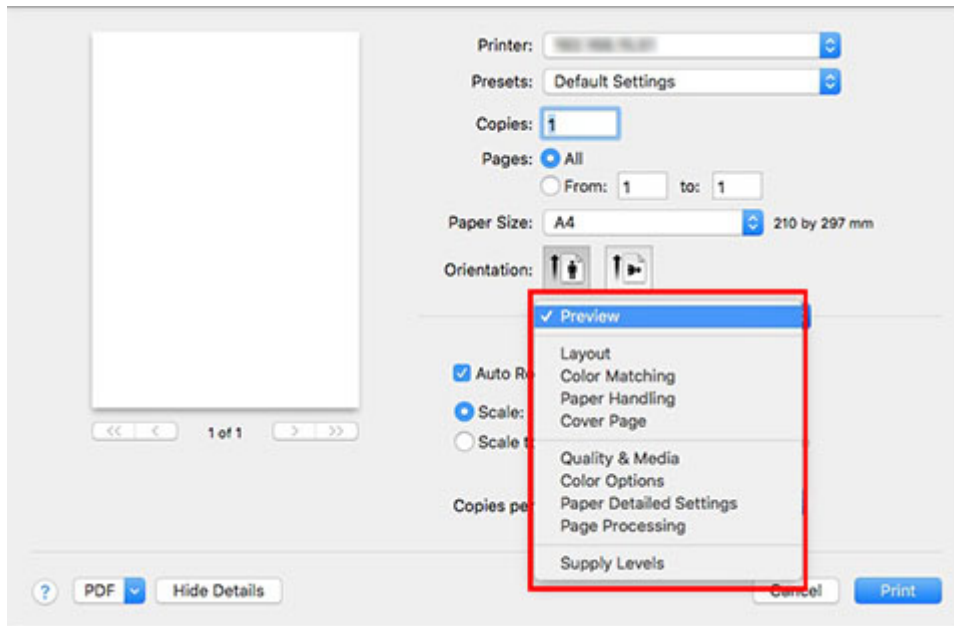 Printer:
Presets: Default Settings
Copies: 1
Pages: All
From: 1 to: 1
Paper Size: A4 210 by 297 mm
Orientation:
✓ Preview
Layout
Auto
Color Matching
Paper Handling
Scale:
Cover Page
Scale
1 of 1
Quality & Media
Color Options
Copies per
Paper Detailed Settings
Page Processing
Supply Levels
? PDF Hide Details Cancel Print